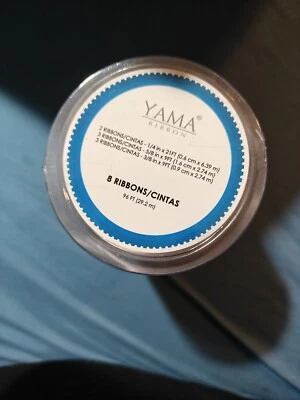 YAMA®
RIBBON
2 RIBBONS/CINTAS - 1/4 in x 21FT (0.6 cm x 6.39 m)
3 RIBBONS/CINTAS - 5/8 in x 9FT (1.6 cm x 2.74 m)
3 RIBBONS/CINTAS - 3/8 in x 9FT (0.9 cm x 2.74 m)
8 RIBBONS/CINTAS
96 FT (29.2 m)